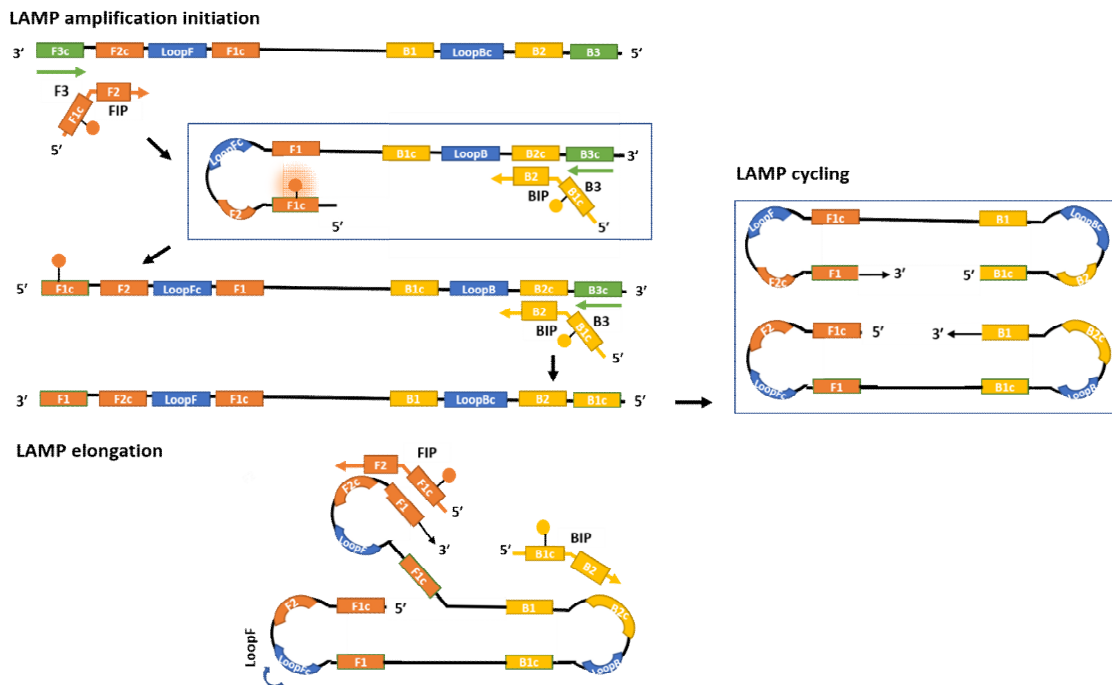 LAMP amplification initiation
3′ F3c F2c LoopF F1c B1 LoopBc B2 B3 5′
F3 F1c F2
FIP
5′
LoopFc F1 B1c LoopB B2c B3c 3′
F2 F1c B2 B3
BIP B1c
5′ 5′
LAMP cycling
LoopF F1c B1 LoopBc
F2c F1 3′ 5′ B1c B2
F2 F1c 5′ 3′ B1 B2c
LoopFc F1 B1c LoopB
5′ F1c F2 LoopFc F1 B1c LoopB B2c B3c 3′
B2 B3
BIP B1c
5′
3′ F1 F2c LoopF F1c B1 LoopBc B2 B1c 5′
LAMP elongation
F2 FIP
F2c F1 F1c 5′
LoopF 3′
F1c
5′ B1c BIP
B2
F2 F1c 5′ B1 B2c
LoopF LoopFc F1 B1c LoopB